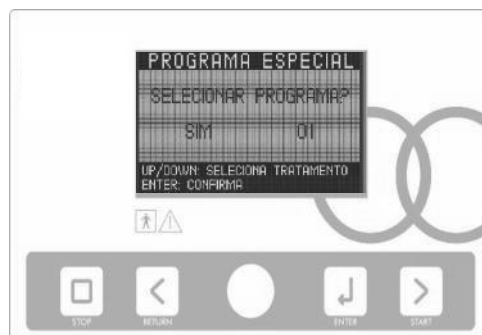 PROGRAMA ESPECIAL
SELECIONAR PROGRAMA?
SIM 01
UP/DOWN: SELECIONA TRATAMENTO
ENTER: CONFIRMA
STOP RETURN ENTER START